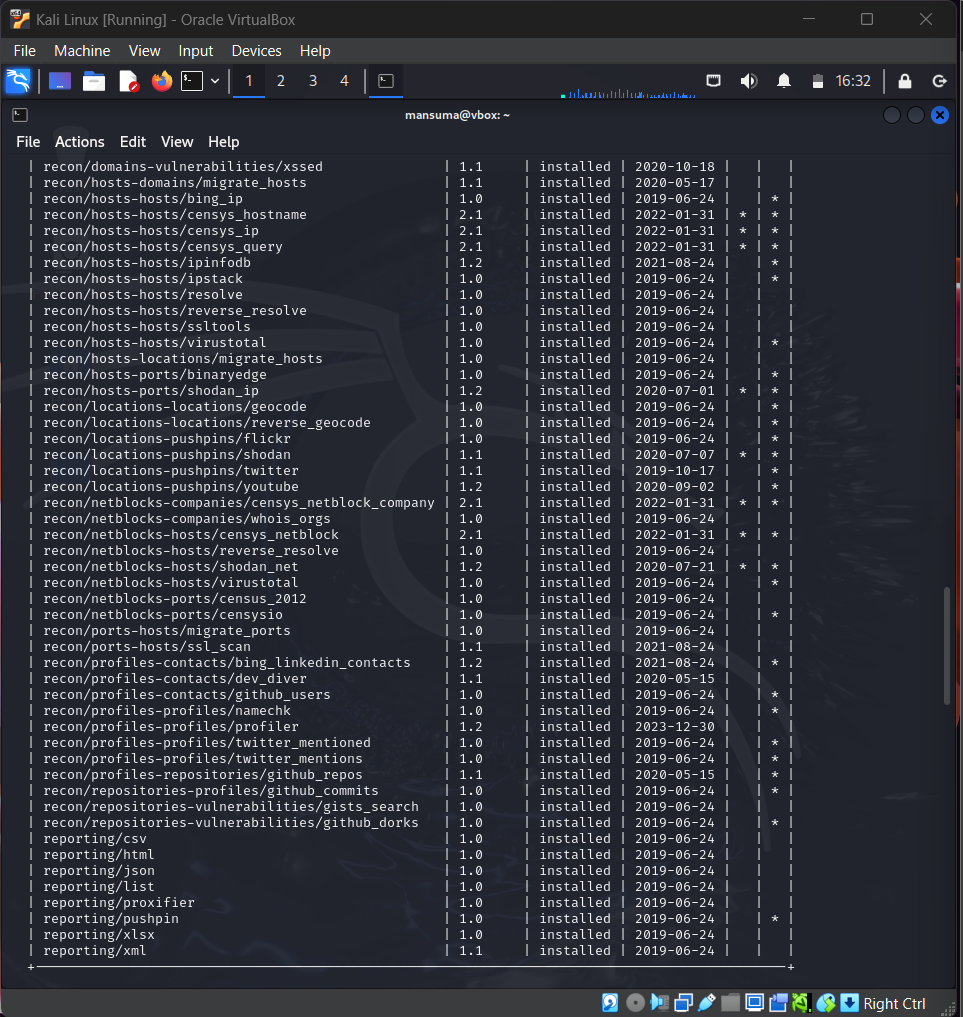 Kali Linux [Running] - Oracle VirtualBox
File Machine View Input Devices Help
1 2 3 4 16:32
mansuma@vbox: ~
File Actions Edit View Help
| recon/domains-vulnerabilities/xssed | 1.1 | installed | 2020-10-18 | | |
| recon/hosts-domains/migrate_hosts | 1.1 | installed | 2020-05-17 | | |
| recon/hosts-hosts/bing_ip | 1.0 | installed | 2019-06-24 | | * |
| recon/hosts-hosts/censys_hostname | 2.1 | installed | 2022-01-31 | * | * |
| recon/hosts-hosts/censys_ip | 2.1 | installed | 2022-01-31 | * | * |
| recon/hosts-hosts/censys_query | 2.1 | installed | 2022-01-31 | * | * |
| recon/hosts-hosts/ipinfodb | 1.2 | installed | 2021-08-24 | | * |
| recon/hosts-hosts/ipstack | 1.0 | installed | 2019-06-24 | | * |
| recon/hosts-hosts/resolve | 1.0 | installed | 2019-06-24 | | |
| recon/hosts-hosts/reverse_resolve | 1.0 | installed | 2019-06-24 | | |
| recon/hosts-hosts/ssltools | 1.0 | installed | 2019-06-24 | | |
| recon/hosts-hosts/virustotal | 1.0 | installed | 2019-06-24 | | * |
| recon/hosts-locations/migrate_hosts | 1.0 | installed | 2019-06-24 | | |
| recon/hosts-ports/binaryedge | 1.0 | installed | 2019-06-24 | | * |
| recon/hosts-ports/shodan_ip | 1.2 | installed | 2020-07-01 | * | * |
| recon/locations-locations/geocode | 1.0 | installed | 2019-06-24 | | * |
| recon/locations-locations/reverse_geocode | 1.0 | installed | 2019-06-24 | | * |
| recon/locations-pushpins/flickr | 1.0 | installed | 2019-06-24 | | * |
| recon/locations-pushpins/shodan | 1.1 | installed | 2020-07-07 | * | * |
| recon/locations-pushpins/twitter | 1.1 | installed | 2019-10-17 | | * |
| recon/locations-pushpins/youtube | 1.2 | installed | 2020-09-02 | | * |
| recon/netblocks-companies/censys_netblock_company | 2.1 | installed | 2022-01-31 | * | * |
| recon/netblocks-companies/whois_orgs | 1.0 | installed | 2019-06-24 | | |
| recon/netblocks-hosts/censys_netblock | 2.1 | installed | 2022-01-31 | * | * |
| recon/netblocks-hosts/reverse_resolve | 1.0 | installed | 2019-06-24 | | |
| recon/netblocks-hosts/shodan_net | 1.2 | installed | 2020-07-21 | * | * |
| recon/netblocks-hosts/virustotal | 1.0 | installed | 2019-06-24 | | * |
| recon/netblocks-ports/census_2012 | 1.0 | installed | 2019-06-24 | | |
| recon/netblocks-ports/censysio | 1.0 | installed | 2019-06-24 | | * |
| recon/ports-hosts/migrate_ports | 1.0 | installed | 2019-06-24 | | |
| recon/ports-hosts/ssl_scan | 1.1 | installed | 2021-08-24 | | |
| recon/profiles-contacts/bing_linkedin_contacts | 1.2 | installed | 2021-08-24 | | * |
| recon/profiles-contacts/dev_diver | 1.1 | installed | 2020-05-15 | | |
| recon/profiles-contacts/github_users | 1.0 | installed | 2019-06-24 | | * |
| recon/profiles-profiles/namechk | 1.0 | installed | 2019-06-24 | | * |
| recon/profiles-profiles/profiler | 1.2 | installed | 2023-12-30 | | |
| recon/profiles-profiles/twitter_mentioned | 1.0 | installed | 2019-06-24 | | * |
| recon/profiles-profiles/twitter_mentions | 1.0 | installed | 2019-06-24 | | * |
| recon/profiles-repositories/github_repos | 1.1 | installed | 2020-05-15 | | * |
| recon/repositories-profiles/github_commits | 1.0 | installed | 2019-06-24 | | * |
| recon/repositories-vulnerabilities/gists_search | 1.0 | installed | 2019-06-24 | | |
| recon/repositories-vulnerabilities/github_dorks | 1.0 | installed | 2019-06-24 | | * |
| reporting/csv | 1.0 | installed | 2019-06-24 | | |
| reporting/html | 1.0 | installed | 2019-06-24 | | |
| reporting/json | 1.0 | installed | 2019-06-24 | | |
| reporting/list | 1.0 | installed | 2019-06-24 | | |
| reporting/proxifier | 1.0 | installed | 2019-06-24 | | |
| reporting/pushpin | 1.0 | installed | 2019-06-24 | | * |
| reporting/xlsx | 1.0 | installed | 2019-06-24 | | |
| reporting/xml | 1.1 | installed | 2019-06-24 | | |
Right Ctrl